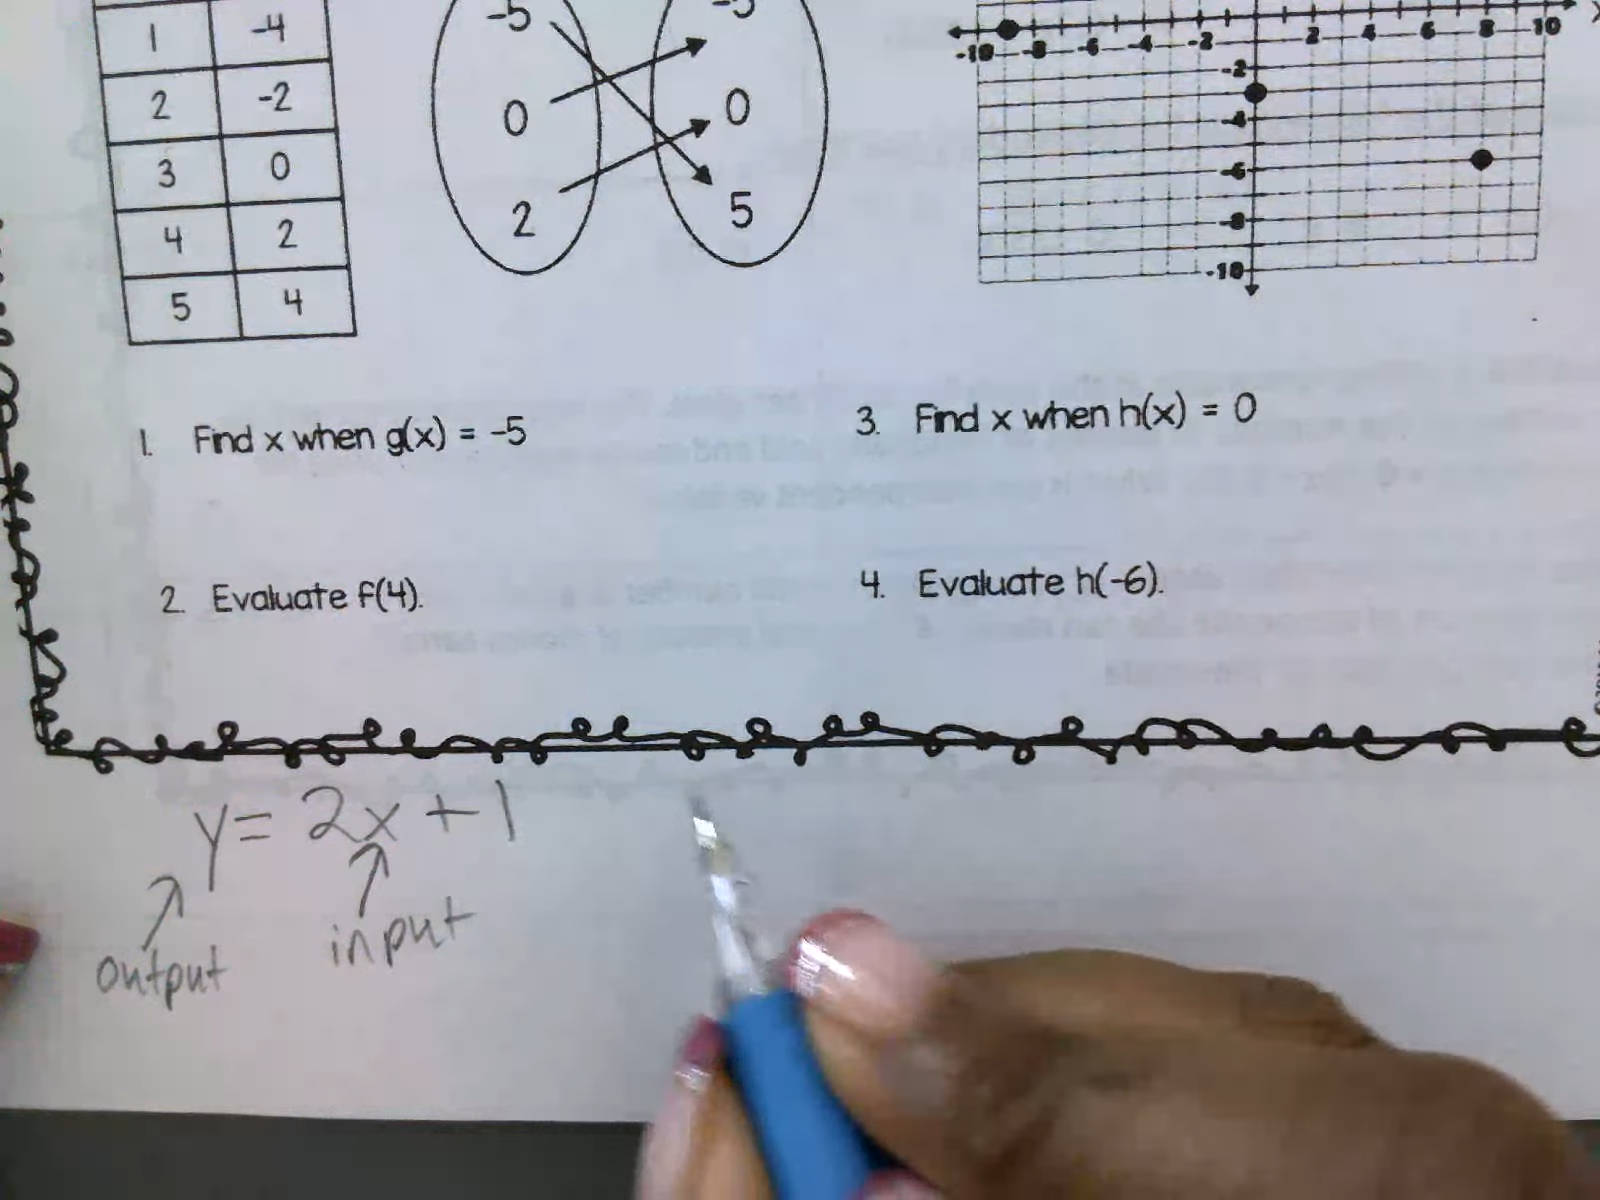 1 -4
2 -2
3 0
4 2
5 4
-5
0
2
0
5
-10 -8 -6 -4 -2 2 4 6 8 10
-2
-4
-6
-8
-10
1. Find x when g(x) = -5
2. Evaluate f(4).
3. Find x when h(x) = 0
4. Evaluate h(-6).
y = 2x + 1
output
input